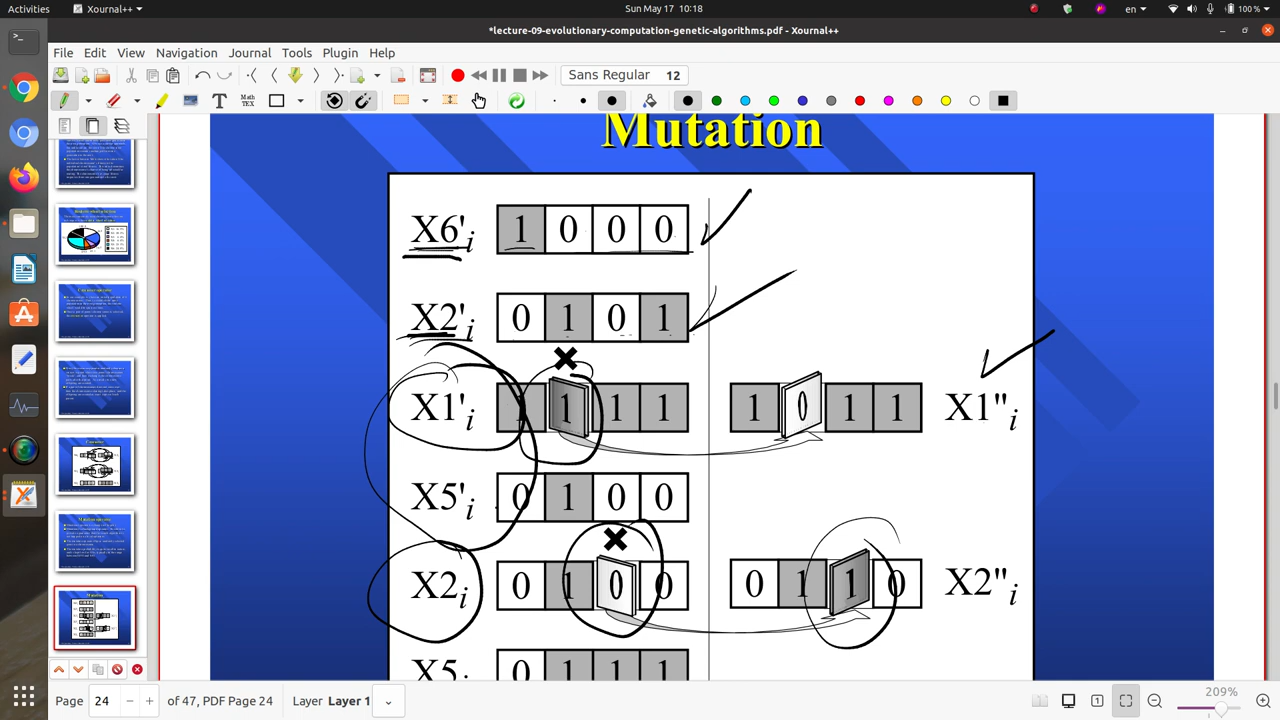 Activities
Xournal++
Sun May 17 10:18
en
100 %
*lecture-09-evolutionary-computation-genetic-algorithms.pdf - Xournal++
File Edit View Navigation Journal Tools Plugin Help
Sans Regular 12
Mutation
X6'i 1 0 0 0
X2'i 0 1 0 1
X1'i 1 1 1 1 1 0 1 1 X1"i
X5'i 0 1 0 0
X2i 0 1 0 0 0 1 1 0 X2"i
X5i 0 1 1 1
Page 24 of 47, PDF Page 24 Layer Layer 1
209%